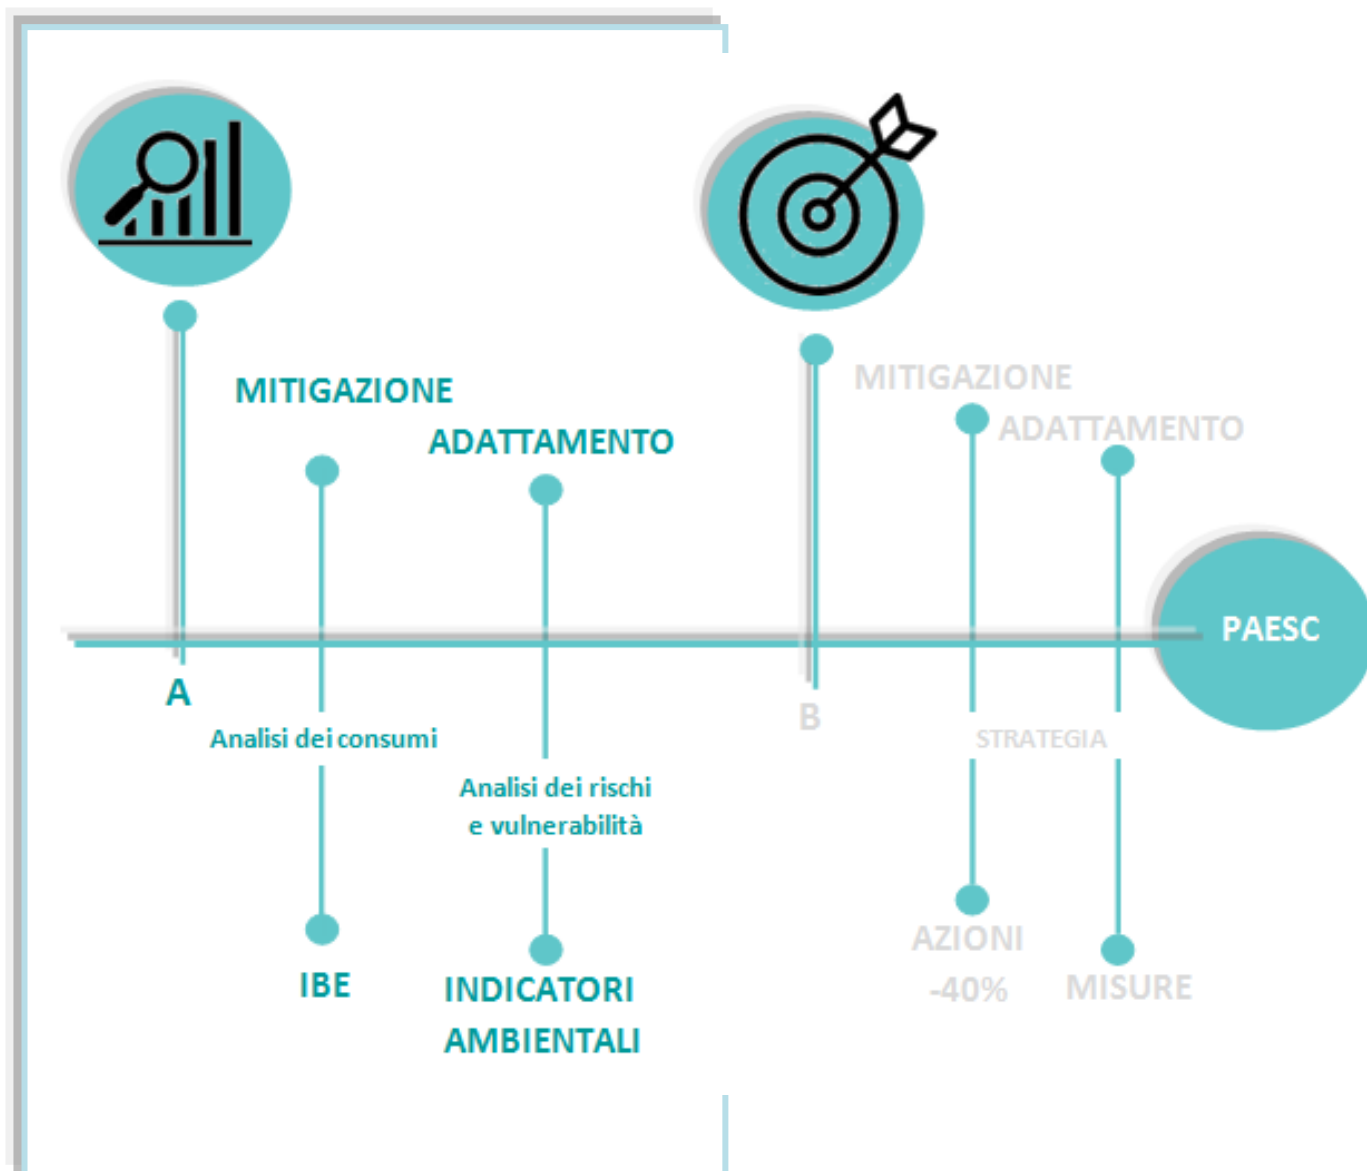 MITIGAZIONE
ADATTAMENTO
A
Analisi dei consumi
Analisi dei rischi
e vulnerabilità
IBE
INDICATORI
AMBIENTALI
MITIGAZIONE
ADATTAMENTO
B
STRATEGIA
AZIONI
-40%
MISURE
PAESC